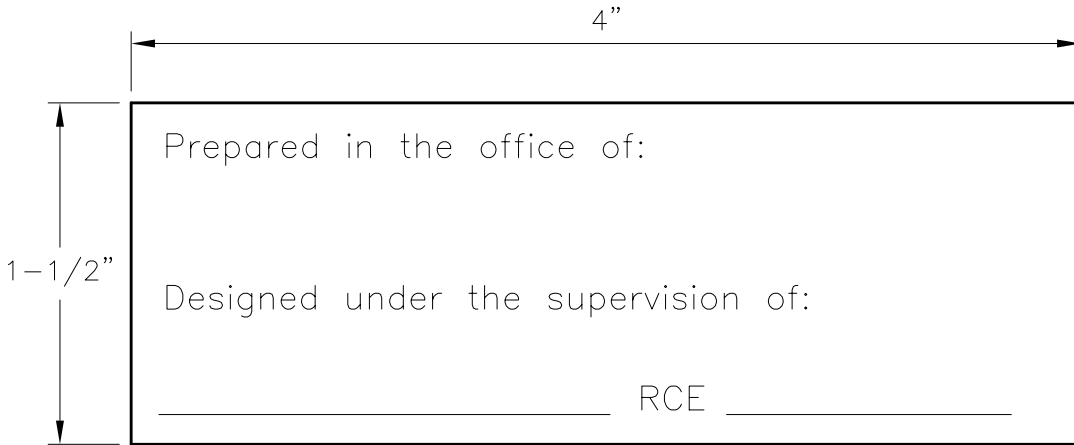 4”
Prepared in the office of:
1-1/2”
Designed under the supervision of:
RCE